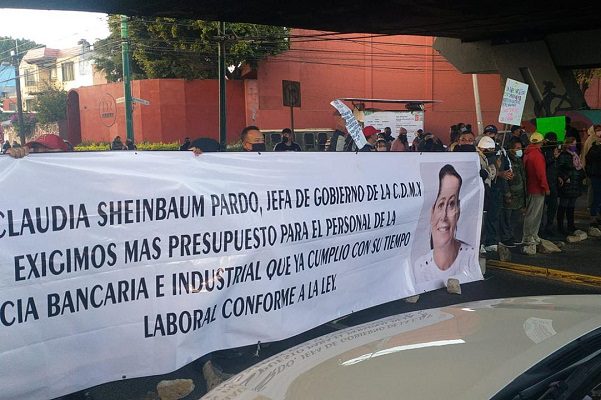 CLAUDIA SHEINBAUM PARDO, JEFA DE GOBIERNO DE LA C.D.M.X
EXIGIMOS MAS PRESUPUESTO PARA EL PERSONAL DE LA
CIA BANCARIA E INDUSTRIAL QUE YA CUMPLIO CON SU TIEMPO
LABORAL CONFORME A LA LEY.